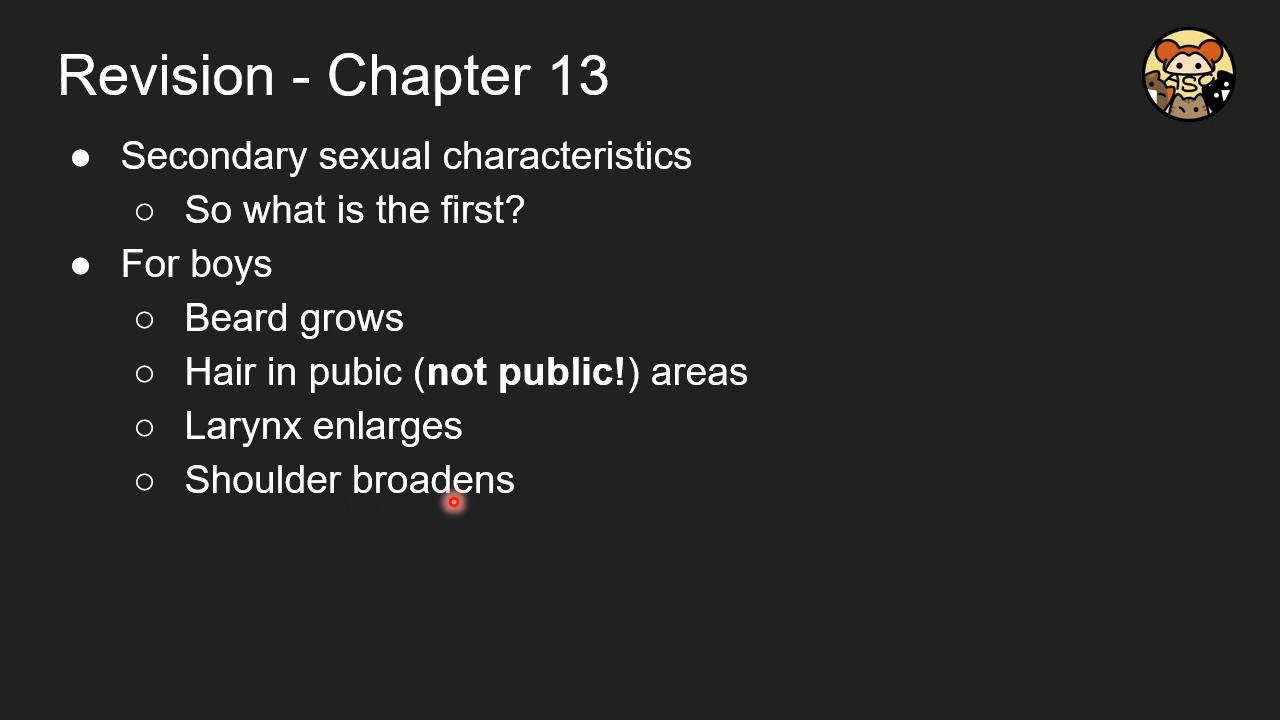 Revision - Chapter 13
● Secondary sexual characteristics
○ So what is the first?
● For boys
○ Beard grows
○ Hair in pubic (not public!) areas
○ Larynx enlarges
○ Shoulder broadens
S